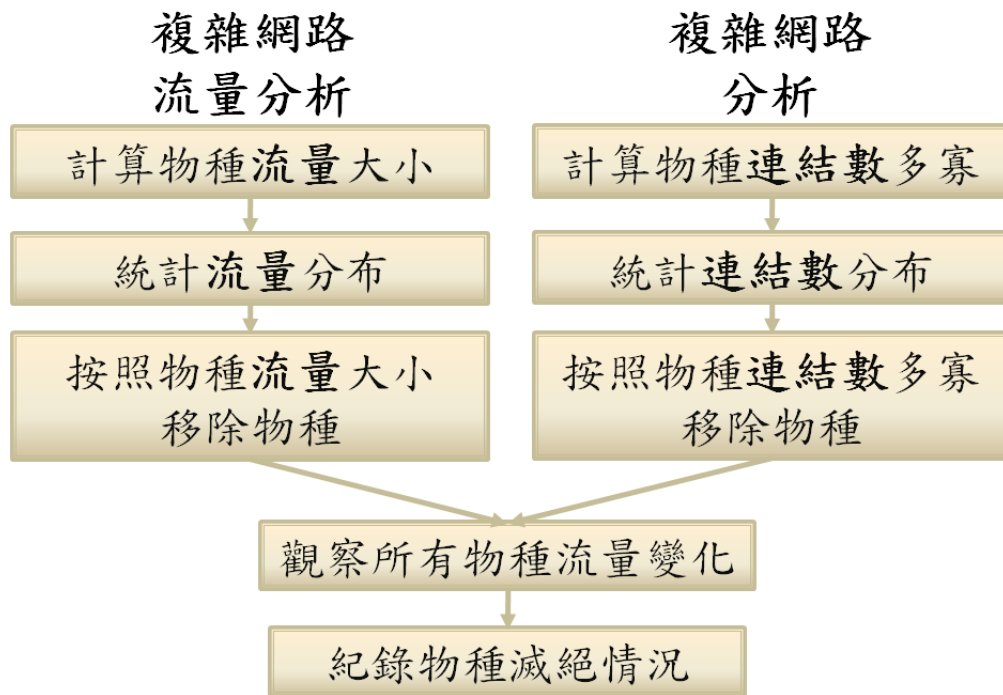 複雜網路
流量分析
計算物種流量大小
統計流量分布
按照物種流量大小
移除物種
複雜網路
分析
計算物種連結數多寡
統計連結數分布
按照物種連結數多寡
移除物種
觀察所有物種流量變化
紀錄物種滅絕情況